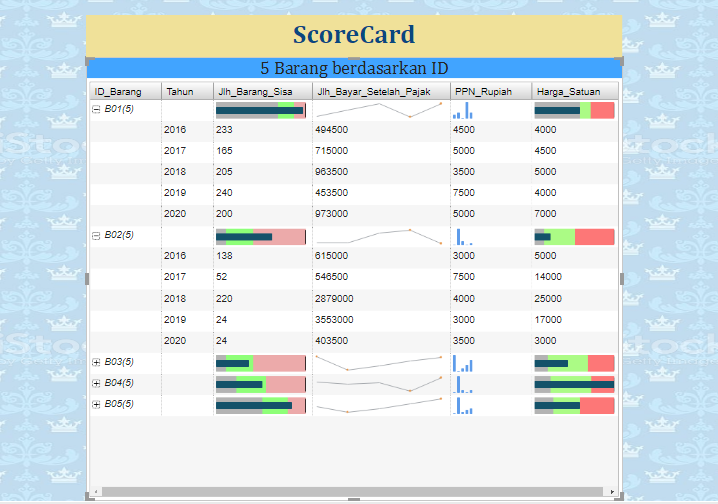 ScoreCard
5 Barang berdasarkan ID
ID_Barang Tahun Jlh_Barang_Sisa Jlh_Bayar_Setelah_Pajak PPN_Rupiah Harga_Satuan
B01(5)
2016 233 494500 4500 4000
2017 165 715000 5000 4500
2018 205 963500 3500 5000
2019 240 453500 7500 4000
2020 200 973000 5000 7000
B02(5)
2016 138 615000 3000 5000
2017 52 546500 7500 14000
2018 220 2879000 4000 25000
2019 24 3553000 3000 17000
2020 24 403500 3500 3000
B03(5)
B04(5)
B05(5)